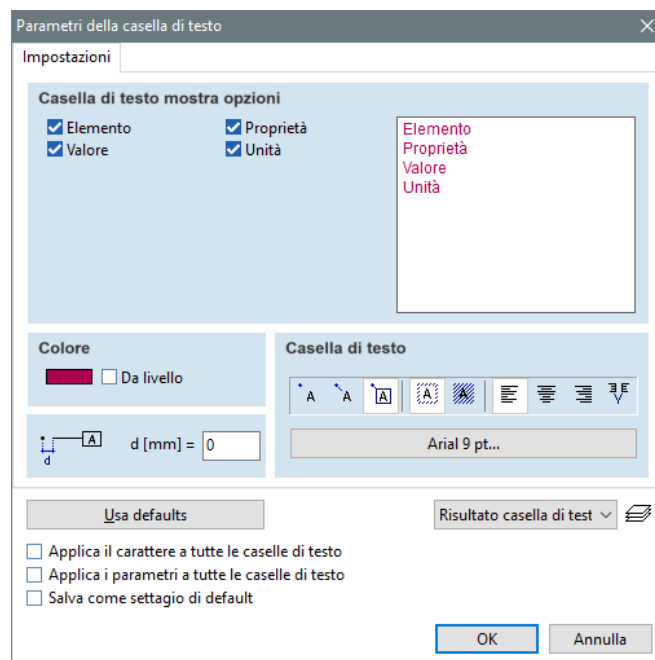 Parametri della casella di testo
Impostazioni
Casella di testo mostra opzioni
Elemento
Proprietà
Valore
Unità
Elemento
Proprietà
Valore
Unità
Colore
Da livello
A
d
d [mm] =
0
Casella di testo
A A A A A
Arial 9 pt...
Usa defaults
Risultato casella di test
Applica il carattere a tutte le caselle di testo
Applica i parametri a tutte le caselle di testo
Salva come settagio di default
OK
Annulla